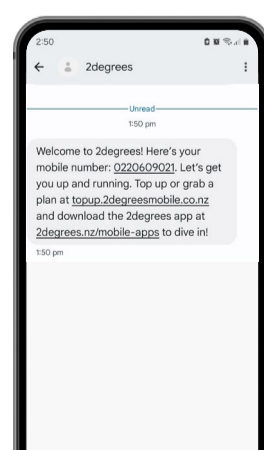 2:50
2degrees
Unread
1:50 pm
Welcome to 2degrees! Here's your
mobile number: 0220609021. Let's get
you up and running. Top up or grab a
plan at topup.2degreesmobile.co.nz
and download the 2degrees app at
2degrees.nz/mobile-apps to dive in!
1:50 pm